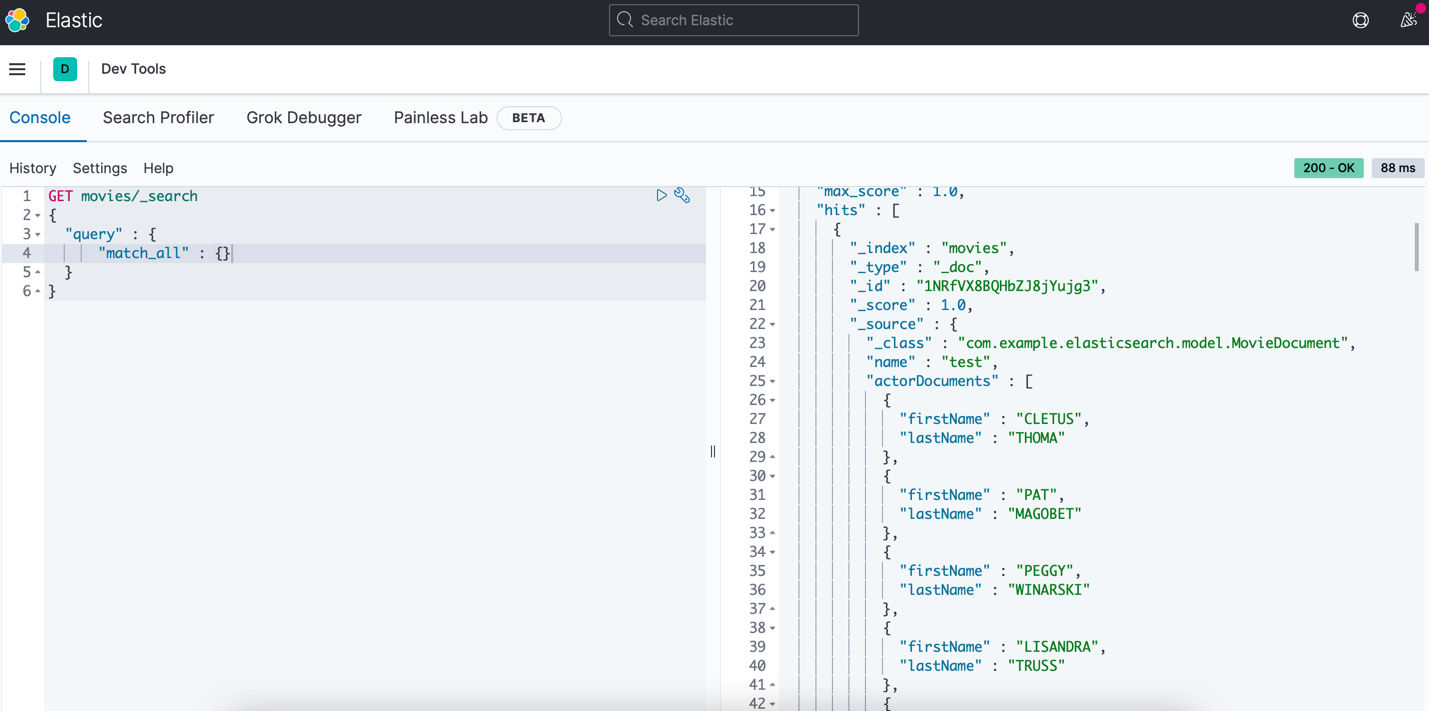 Elastic
Search Elastic
D
Dev Tools
Console
Search Profiler
Grok Debugger
Painless Lab
BETA
History
Settings
Help
200 - OK
88 ms
1 GET movies/_search
2 {
3 "query" : {
4 "match_all" : {}
5 }
6 }
15 "max_score" : 1.0,
16 "hits" : [
17 {
18 "_index" : "movies",
19 "_type" : "_doc",
20 "_id" : "1NRfVX8BQHbZJ8jYujg3",
21 "_score" : 1.0,
22 "_source" : {
23 "_class" : "com.example.elasticsearch.model.MovieDocument",
24 "name" : "test",
25 "actorDocuments" : [
26 {
27 "firstName" : "CLETUS",
28 "lastName" : "THOMA"
29 },
30 {
31 "firstName" : "PAT",
32 "lastName" : "MAGOBET"
33 },
34 {
35 "firstName" : "PEGGY",
36 "lastName" : "WINARSKI"
37 },
38 {
39 "firstName" : "LISANDRA",
40 "lastName" : "TRUSS"
41 },
42 {